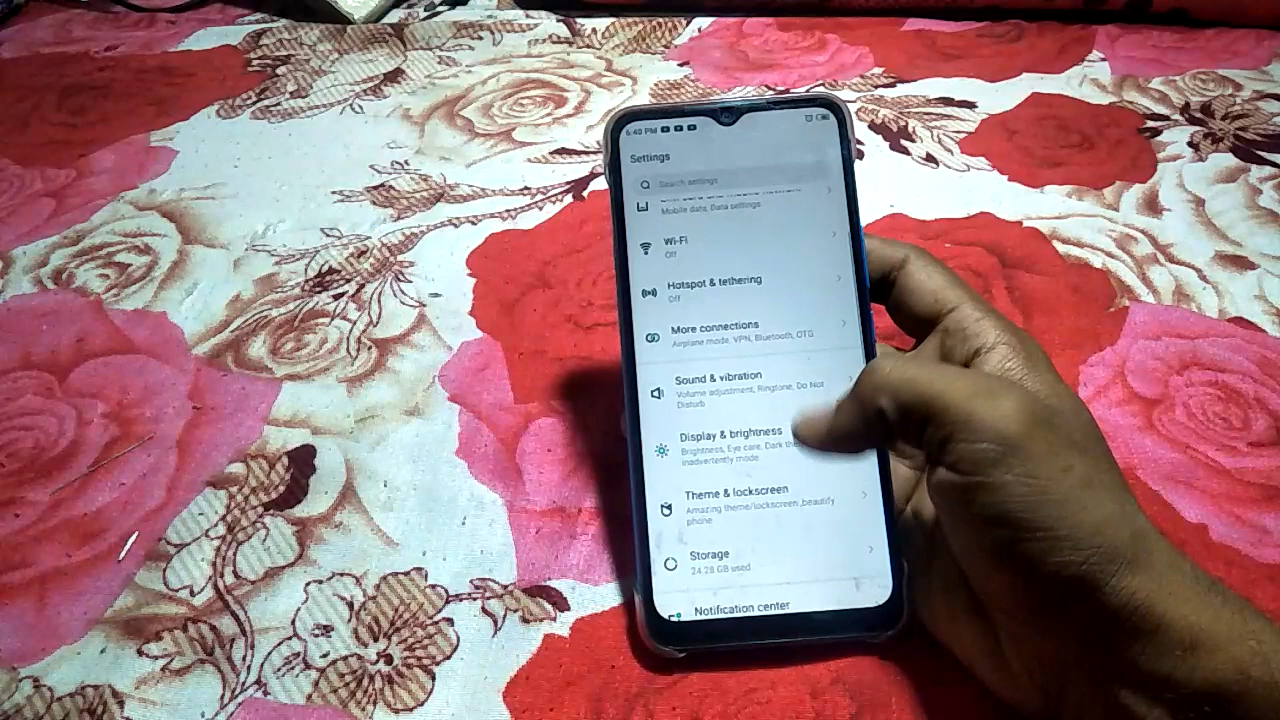 6:40 PM
Settings
Search settings
Mobile data, Data settings
Wi-Fi
Off
Hotspot & tethering
Off
More connections
Airplane mode, VPN, Bluetooth, OTG
Sound & vibration
Volume adjustment, Ringtone, Do Not
Disturb
Display & brightness
Brightness, Eye care, Dark the
inadvertently mode
Theme & lockscreen
Amazing theme/lockscreen ,beautify
phone
Storage
24.28 GB used
Notification center